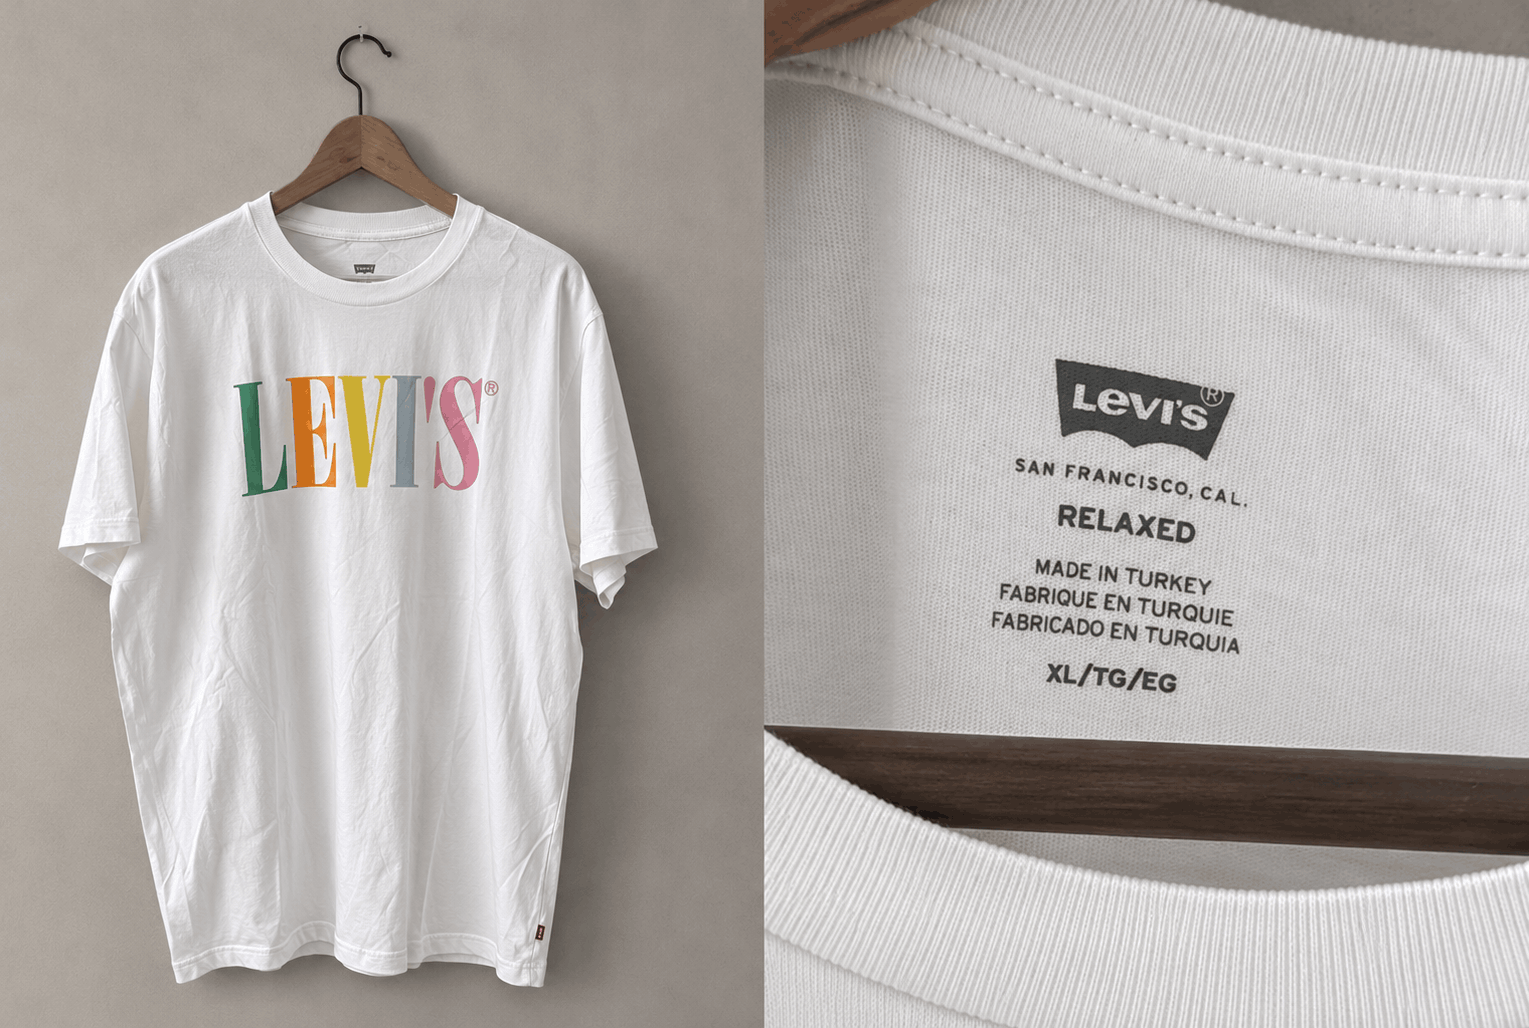 LEVI'S®
LEVI'S®
SAN FRANCISCO, CAL.
RELAXED
MADE IN TURKEY
FABRIQUE EN TURQUIE
FABRICADO EN TURQUIA
XL/TG/EG